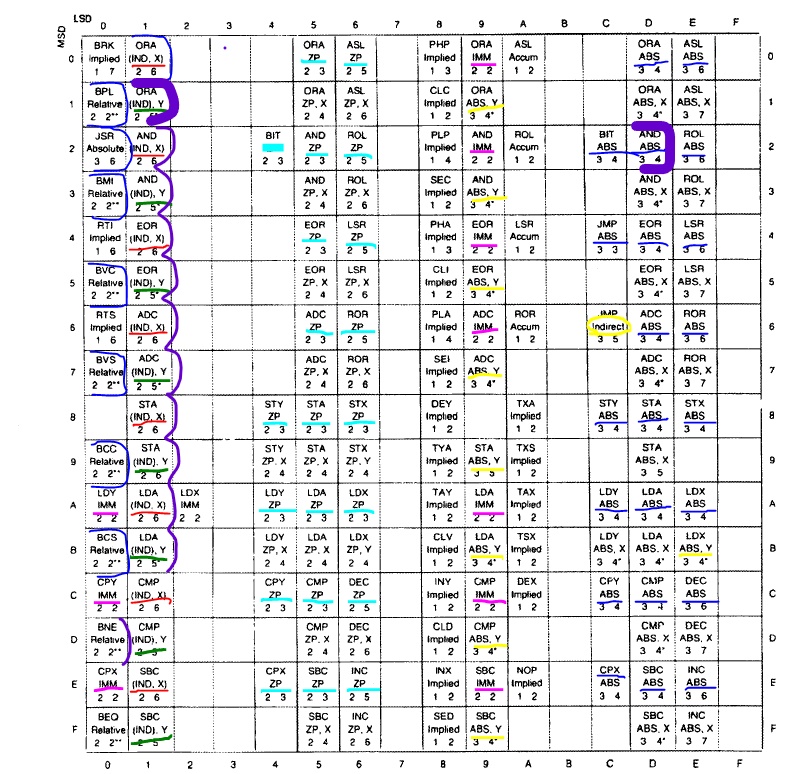 LSD 0 1 2 3 4 5 6 7 8 9 A B C D E F
MSD
BRK ORA ORA ASL PHP ORA ASL ORA ASL
0 Implied (IND, X) ZP ZP Implied IMM Accum ABS ABS 0
1 7 2 6 2 3 2 5 1 3 2 2 1 2 3 4 3 6
BPL ORA ORA ASL CLC ORA ORA ASL
1 Relative (IND), Y ZP, X ZP, X Implied ABS, Y ABS, X ABS, X 1
2 2** 2 5* 2 4 2 6 1 2 3 4* 3 4* 3 7
JSR AND BIT AND ROL PLP AND ROL BIT AND ROL
2 Absolute (IND, X) ZP ZP Implied IMM Accum ABS ABS ABS 2
3 6 2 6 2 3 2 3 2 5 1 4 2 2 1 2 3 4 3 4 3 6
BMI AND AND ROL SEC AND AND ROL
3 Relative (IND), Y ZP, X ZP, X Implied ABS, Y ABS, X ABS, X 3
2 2** 2 5* 2 4 2 6 1 2 3 4* 3 4* 3 7
RTI EOR EOR LSR PHA EOR LSR JMP EOR LSR
4 Implied (IND, X) ZP ZP Implied IMM Accum ABS ABS ABS 4
1 6 2 6 2 3 2 5 1 3 2 2 1 2 3 3 3 4 3 6
BVC EOR EOR LSR CLI EOR EOR LSR
5 Relative (IND), Y ZP, X ZP, X Implied ABS, Y ABS, X ABS, X 5
2 2** 2 5* 2 4 2 6 1 2 3 4* 3 4* 3 7
RTS ADC ADC ROR PLA ADC ROR JMP ADC ROR
6 Implied (IND, X) ZP ZP Implied IMM Accum Indirect ABS ABS 6
1 6 2 6 2 3 2 5 1 4 2 2 1 2 3 5 3 4 3 6
BVS ADC ADC ROR SEI ADC ADC ROR
7 Relative (IND), Y ZP, X ZP, X Implied ABS, Y ABS, X ABS, X 7
2 2** 2 5* 2 4 2 6 1 2 3 4* 3 4* 3 7
STA STY STA STX DEY TXA STY STA STX
8 (IND, X) ZP ZP ZP Implied Implied ABS ABS ABS 8
2 6 2 3 2 3 2 3 1 2 1 2 3 4 3 4 3 4
BCC STA STY STA STX TYA STA TXS STA
9 Relative (IND), Y ZP, X ZP, X ZP, Y Implied ABS, Y Implied ABS, X 9
2 2** 2 6 2 4 2 4 2 4 1 2 3 5 1 2 3 5
LDY LDA LDX LDY LDA LDX TAY LDA TAX LDY LDA LDX
A IMM (IND, X) IMM ZP ZP ZP Implied IMM Implied ABS ABS ABS A
2 2 2 6 2 2 2 3 2 3 2 3 1 2 2 2 1 2 3 4 3 4 3 4
BCS LDA LDY LDA LDX CLV LDA TSX LDY LDA LDX
B Relative (IND), Y ZP, X ZP, X ZP, Y Implied ABS, Y Implied ABS, X ABS, X ABS, Y B
2 2** 2 5* 2 4 2 4 2 4 1 2 3 4* 1 2 3 4* 3 4* 3 4*
CPY CMP CPY CMP DEC INY CMP DEX CPY CMP DEC
C IMM (IND, X) ZP ZP ZP Implied IMM Implied ABS ABS ABS C
2 2 2 6 2 3 2 3 2 5 1 2 2 2 1 2 3 4 3 4 3 6
BNE CMP CMP DEC CLD CMP CMP DEC
D Relative (IND), Y ZP, X ZP, X Implied ABS, Y ABS, X ABS, X D
2 2** 2 5* 2 4 2 6 1 2 3 4* 3 4* 3 7
CPX SBC CPX SBC INC INX SBC NOP CPX SBC INC
E IMM (IND, X) ZP ZP ZP Implied IMM Implied ABS ABS ABS E
2 2 2 6 2 3 2 3 2 5 1 2 2 2 1 2 3 4 3 4 3 6
BEQ SBC SBC INC SED SBC SBC INC
F Relative (IND), Y ZP, X ZP, X Implied ABS, Y ABS, X ABS, X F
2 2** 2 5* 2 4 2 6 1 2 3 4* 3 4* 3 7
0 1 2 3 4 5 6 7 8 9 A B C D E F